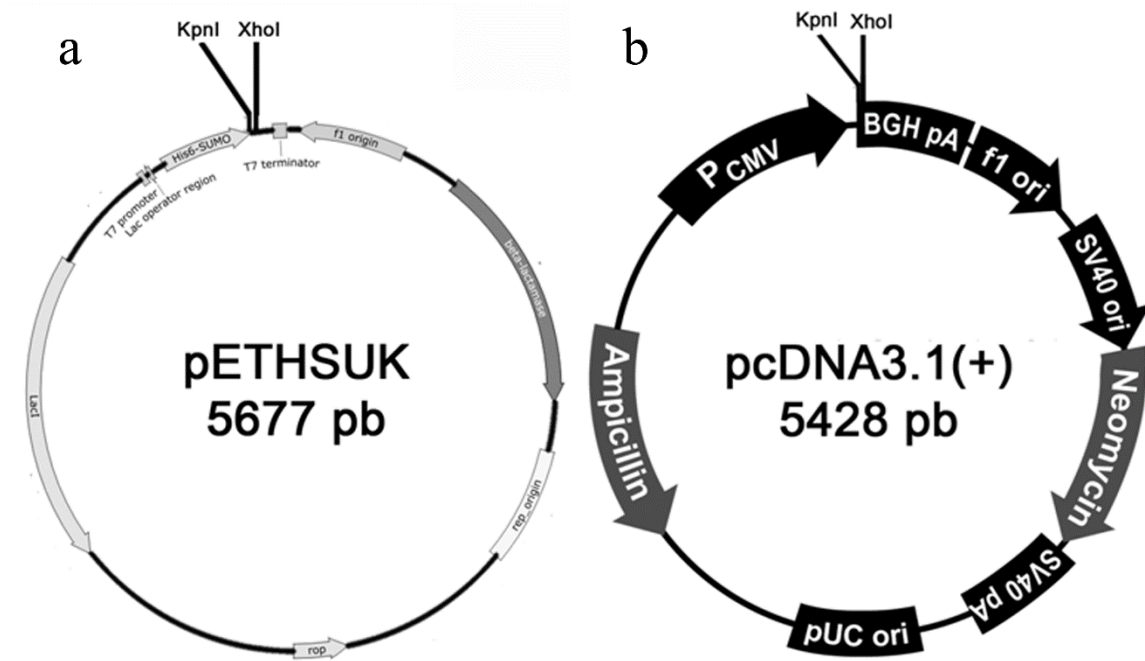 a
KpnI XhoI
His6-SUMO
T7 terminator
f1 origin
T7 promoter
Lac operator region
beta-lactamase
LacI
pETHSUK
5677 pb
rep_origin
rop
b
KpnI XhoI
PCMV
BGH pA
f1 ori
SV40 ori
Ampicillin
pcDNA3.1(+)
5428 pb
Neomycin
SV40 pA
pUC ori